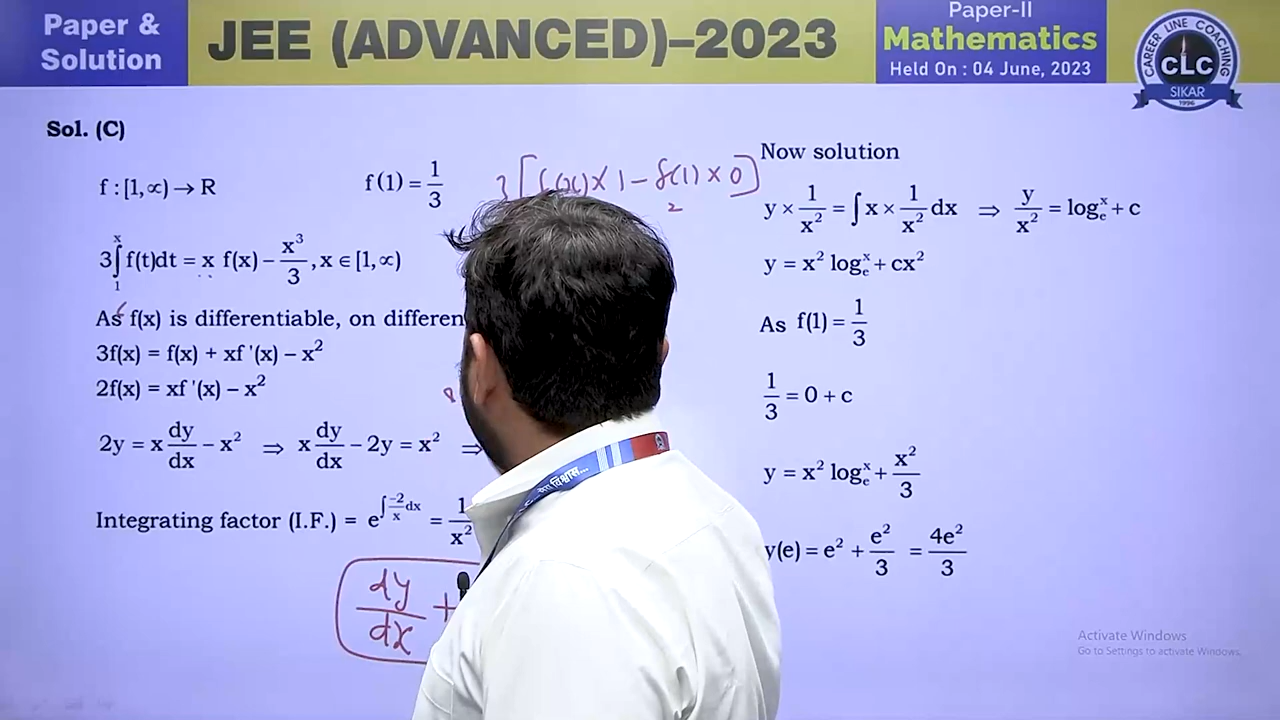 Paper &
Solution
JEE (ADVANCED)–2023
Paper-II
Mathematics
Held On : 04 June, 2023
CAREER LINE COACHING
CLC
SIKAR
1996
Sol. (C)
f : [1,∞) → R
f(1) = 1/3
3[f(x) × 1 − f(1) × 0]
2
3∫₁ˣ f(t)dt = x f(x) − x³/3 , x ∈ [1,∞)
As f(x) is differentiable, on differen
3f(x) = f(x) + xf '(x) − x²
2f(x) = xf '(x) − x²
2y = x dy/dx − x² ⇒ x dy/dx − 2y = x² ⇒
Integrating factor (I.F.) = e^∫(−2/x)dx = 1/x²
dy/dx +
Now solution
y × 1/x² = ∫ x × 1/x² dx ⇒ y/x² = logₑˣ + c
y = x² logₑˣ + cx²
As f(1) = 1/3
1/3 = 0 + c
y = x² logₑˣ + x²/3
y(e) = e² + e²/3 = 4e²/3
विश्वास...
Activate Windows
Go to Settings to activate Windows.